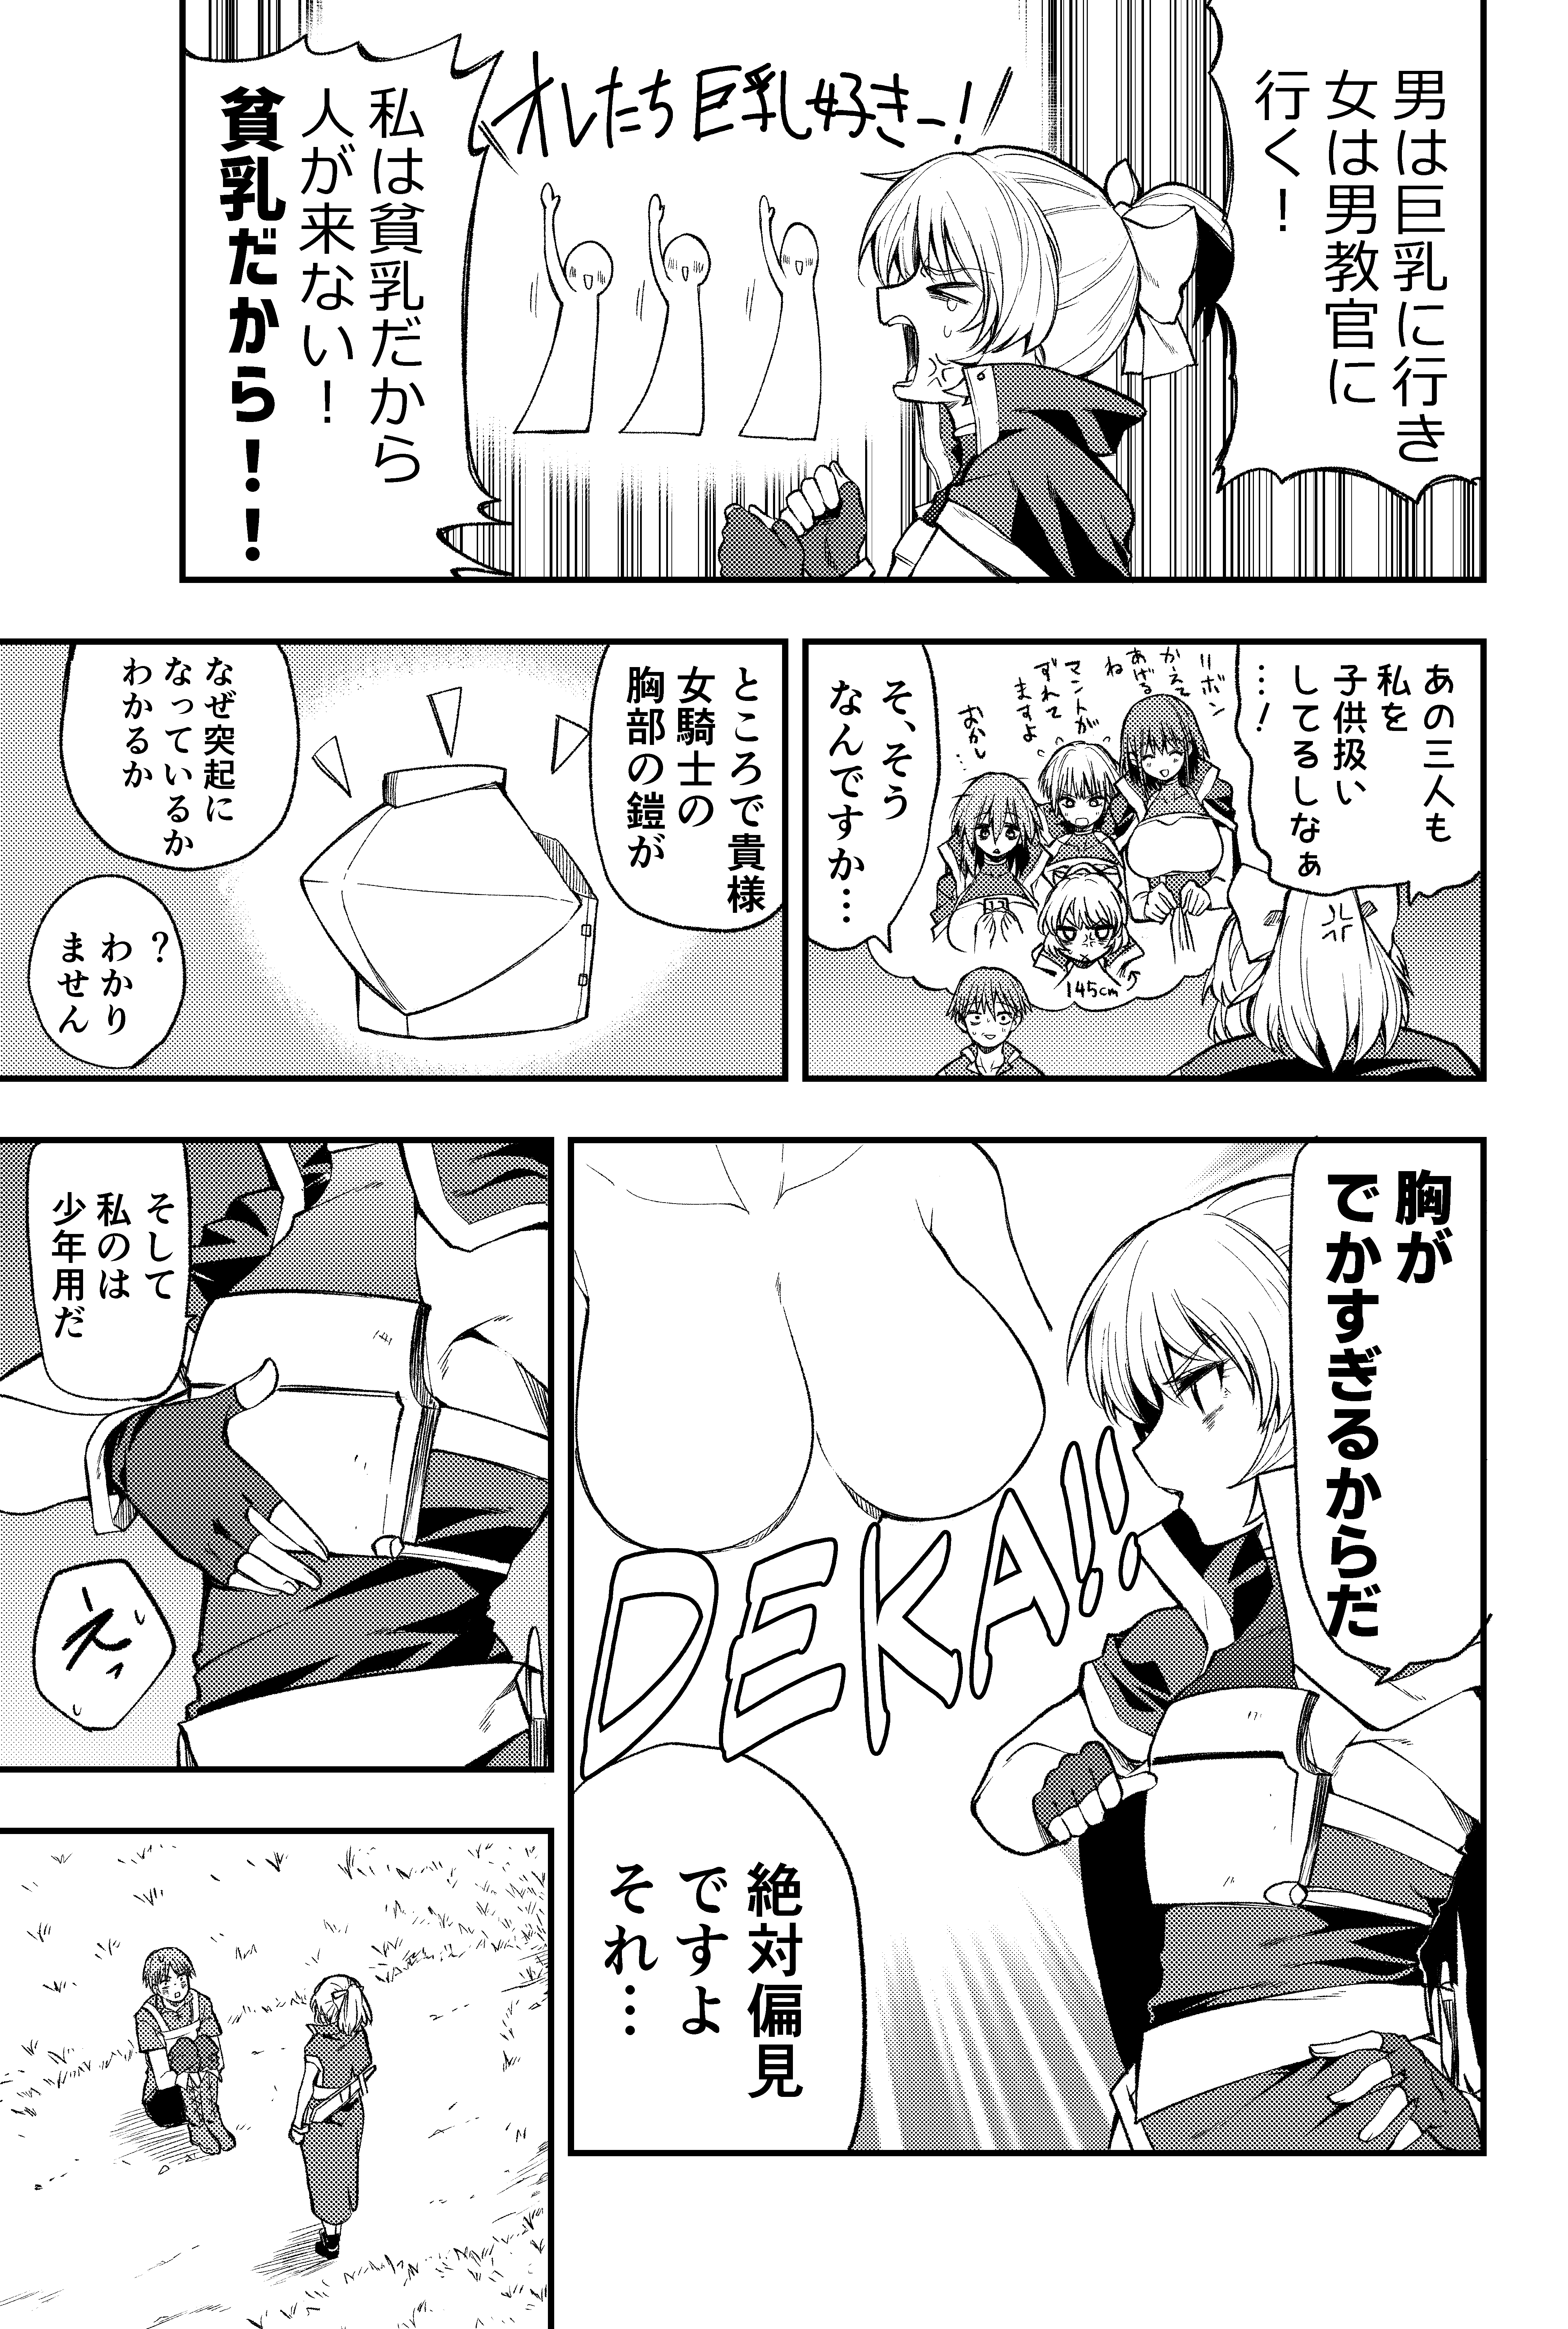 男は巨乳に行き
女は男教官に
行く!
オレたち巨乳好きー!
私は貧乳だから
人が来ない!
貧乳だから!!
あの三人も
私を
子供扱い
してるしなぁ
…!
リボン
かえて
あげる
ね
マントが
ずれて
ますよ
おかし
…
145cm
そ、そう
なんですか…
ところで貴様
女騎士の
胸部の鎧が
なぜ突起に
なっているか
わかるか
?
わかり
ません
胸が
でかすぎるからだ
DEKA!!
絶対偏見
ですよ
それ…
そして
私のは
少年用だ
えー